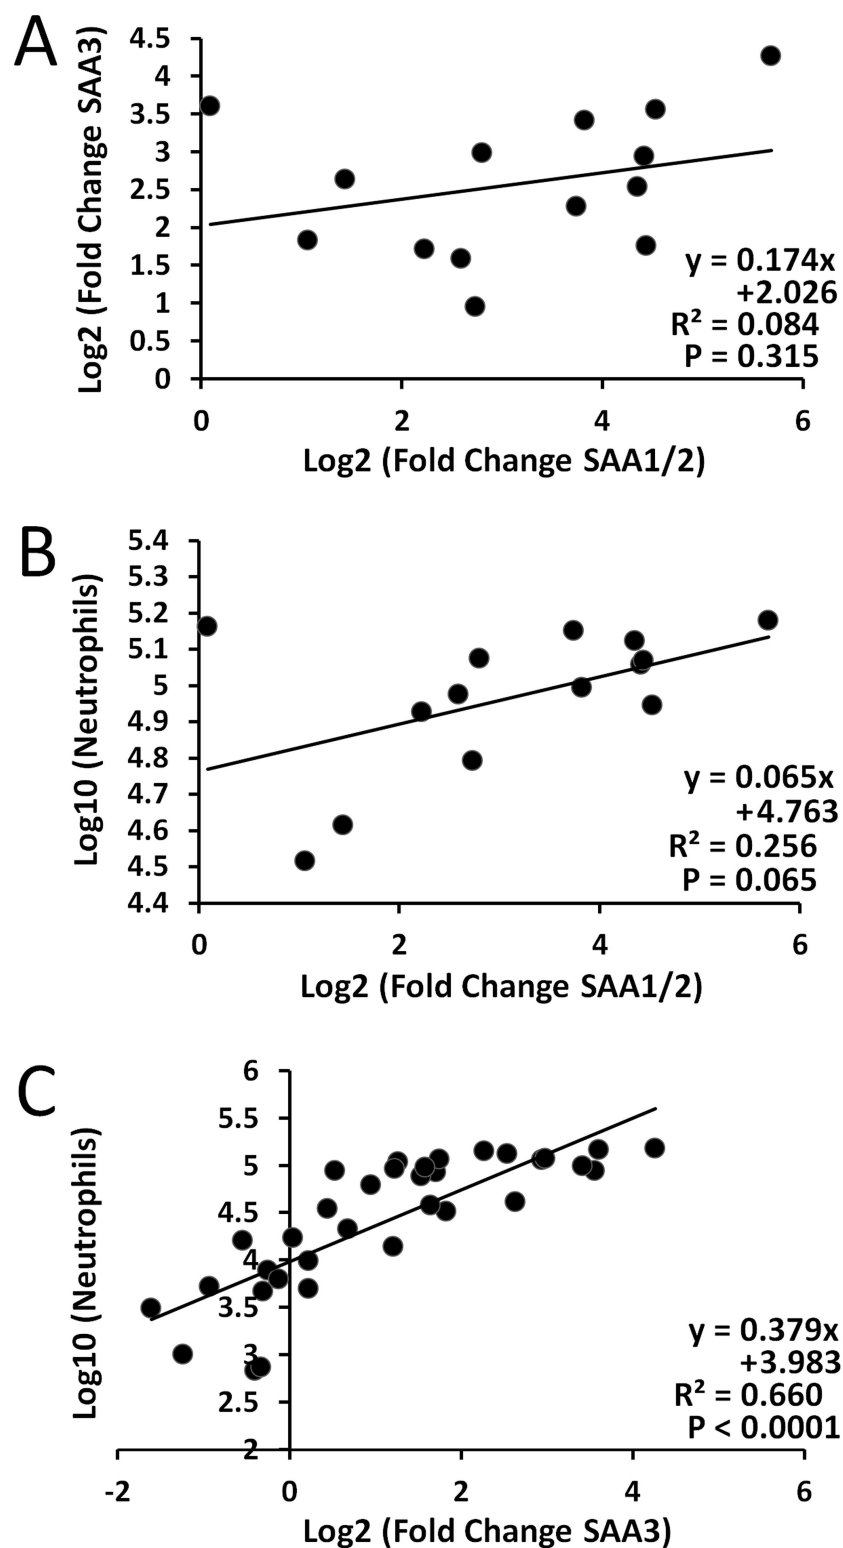 A
Log2 (Fold Change SAA3)
4.5
4
3.5
3
2.5
2
1.5
1
0.5
0
y = 0.174x
+2.026
R² = 0.084
P = 0.315
0 2 4 6
Log2 (Fold Change SAA1/2)
B
Log10 (Neutrophils)
5.4
5.3
5.2
5.1
5
4.9
4.8
4.7
4.6
4.5
4.4
y = 0.065x
+4.763
R² = 0.256
P = 0.065
0 2 4 6
Log2 (Fold Change SAA1/2)
C
Log10 (Neutrophils)
6
5.5
5
4.5
4
3.5
3
2.5
2
y = 0.379x
+3.983
R² = 0.660
P < 0.0001
-2 0 2 4 6
Log2 (Fold Change SAA3)